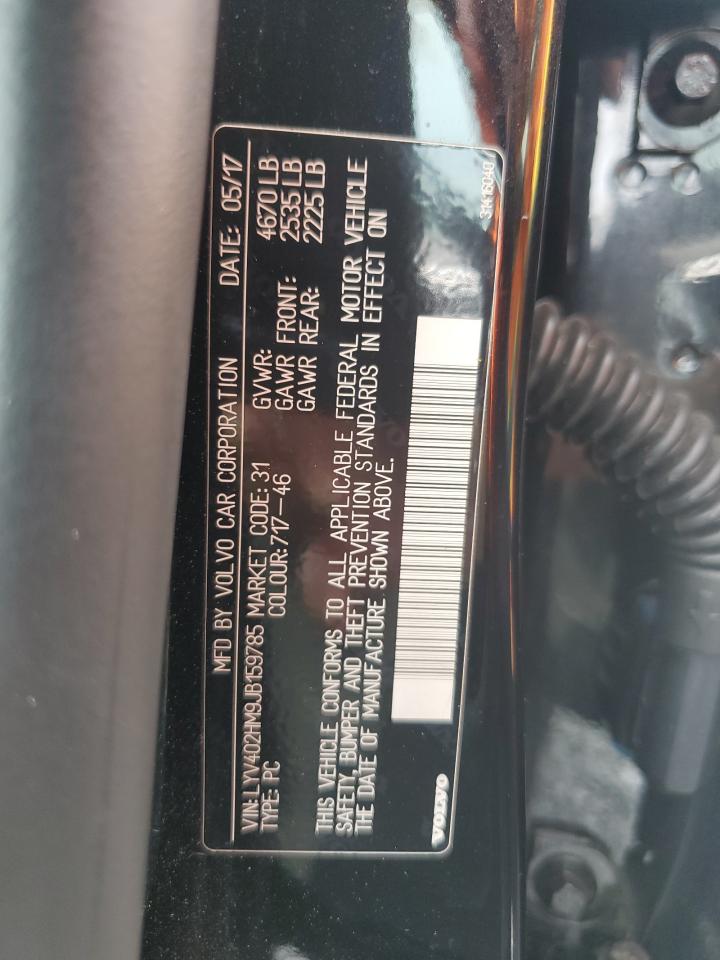 MFD BY VOLVO CAR CORPORATION DATE: 05/17
VIN: LYV402HM9JB159785 MARKET CODE: 31 GVWR: 4670 LB
TYPE: PC COLOUR: 717-46 GAWR FRONT: 2535 LB
GAWR REAR: 2225 LB
THIS VEHICLE CONFORMS TO ALL APPLICABLE FEDERAL MOTOR VEHICLE
SAFETY, BUMPER AND THEFT PREVENTION STANDARDS IN EFFECT ON
THE DATE OF MANUFACTURE SHOWN ABOVE.
VOLVO 31416040